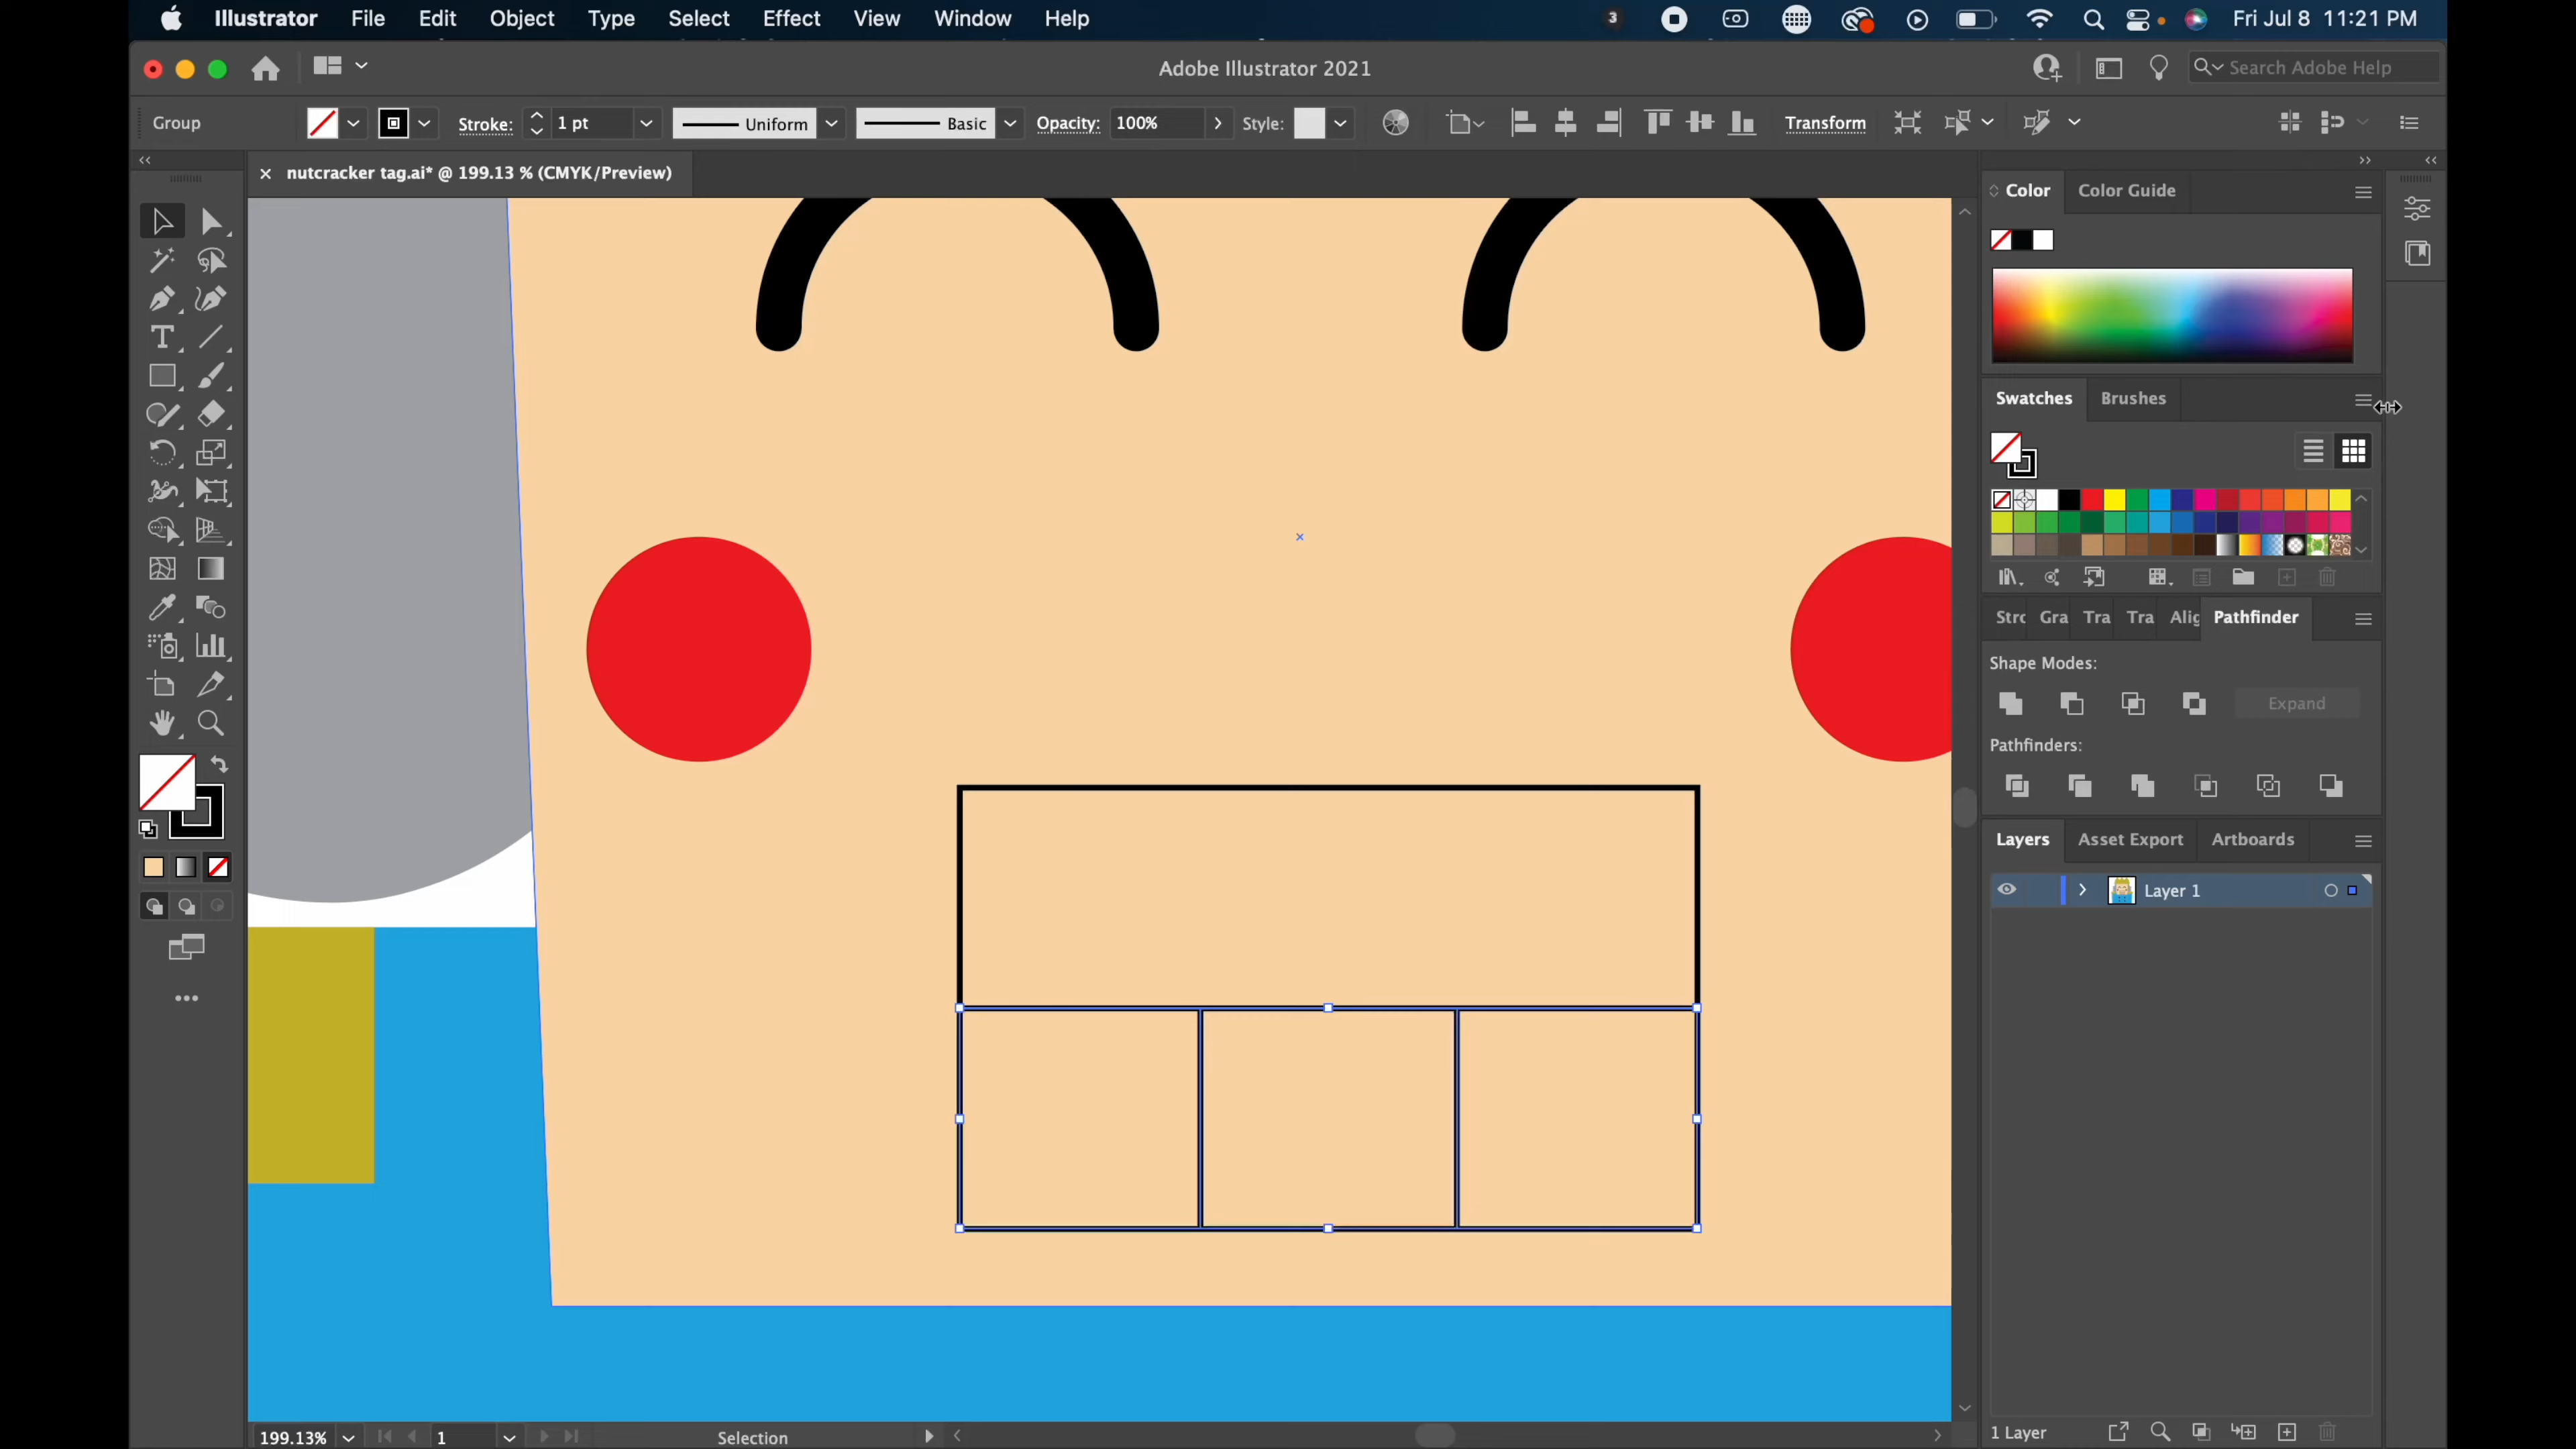 Illustrator File Edit Object Type Select Effect View Window Help 3 Fri Jul 8 11:21 PM
Adobe Illustrator 2021 Search Adobe Help
Group Stroke: 1 pt Uniform Basic Opacity: 100% Style: Transform
× nutcracker tag.ai* @ 199.13 % (CMYK/Preview)
Color Color Guide
Swatches Brushes
Strc Gra Tra Tra Alig Pathfinder
Shape Modes:
Expand
Pathfinders:
Layers Asset Export Artboards
Layer 1
199.13% 1 Selection 1 Layer